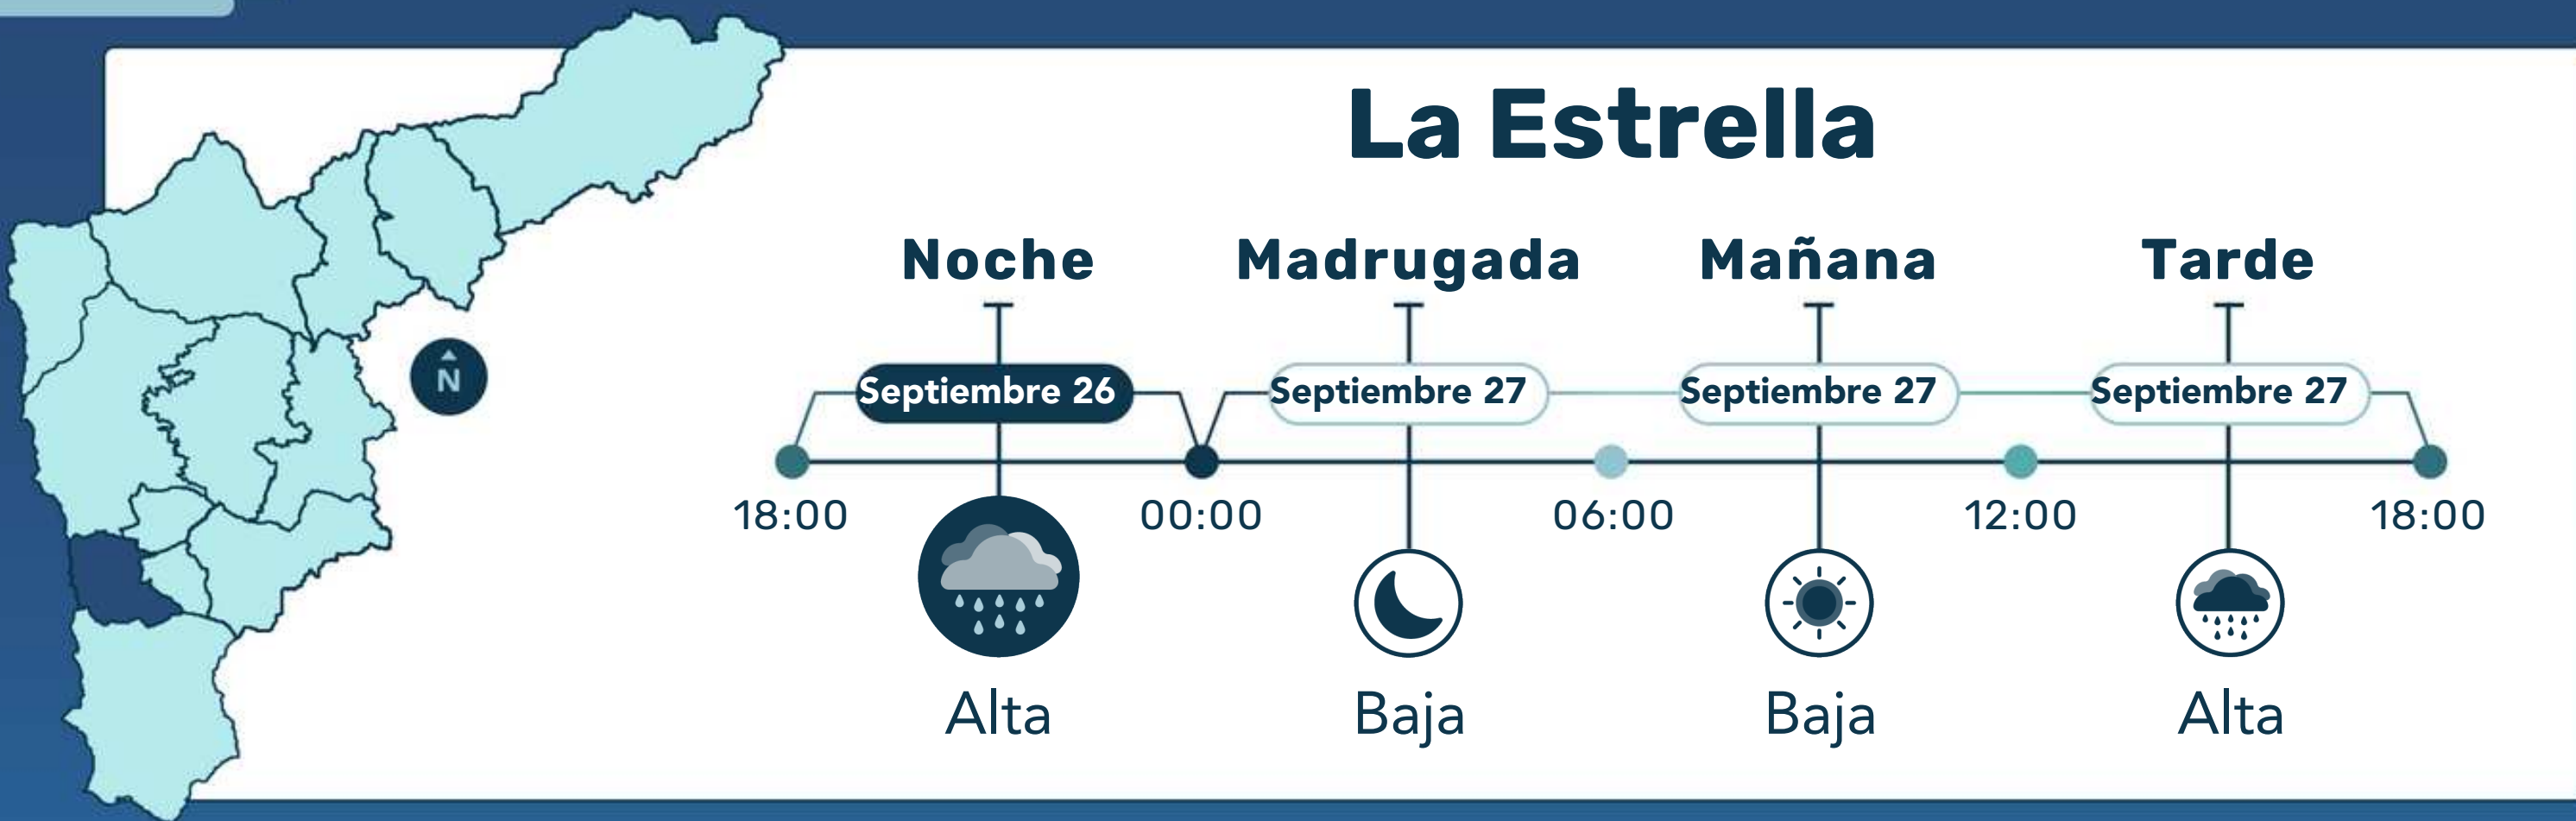 La Estrella
Noche Madrugada Mañana Tarde
N
Septiembre 26 Septiembre 27 Septiembre 27 Septiembre 27
18:00 00:00 06:00 12:00 18:00
Alta Baja Baja Alta